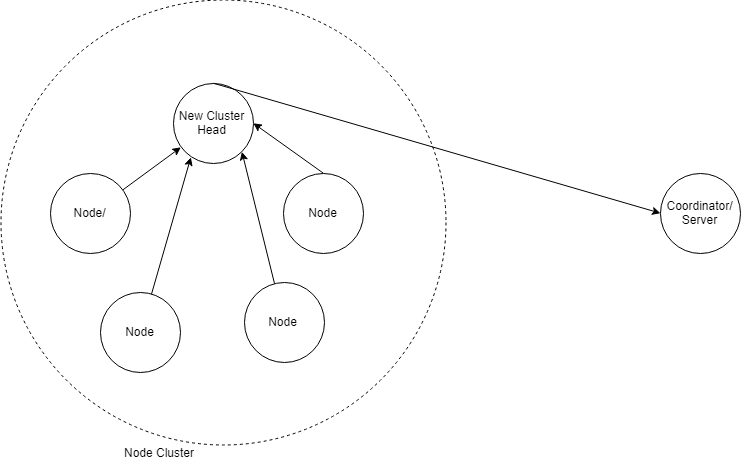 New Cluster
Head
Node/
Node
Coordinator/
Server
Node
Node
Node Cluster